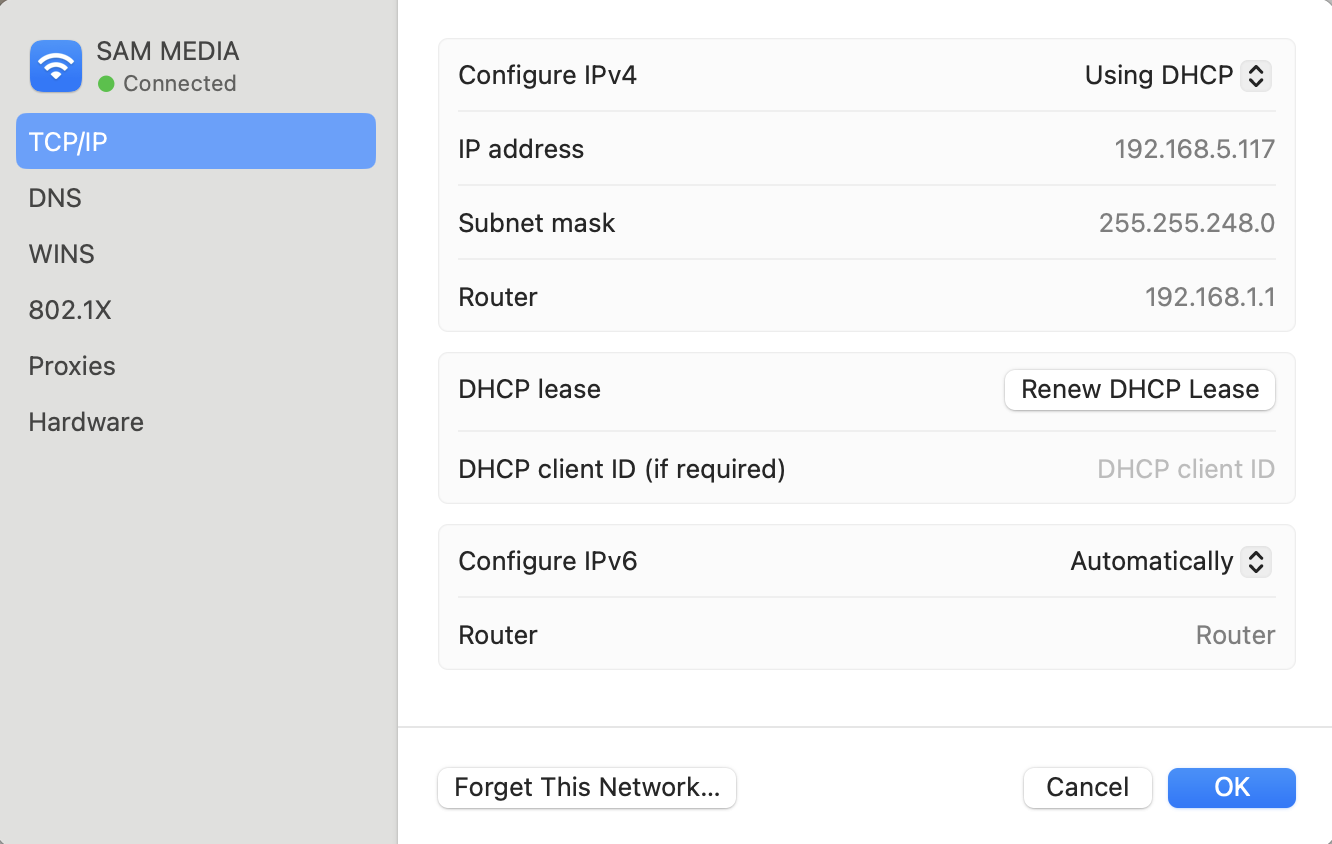 SAM MEDIA
Connected
TCP/IP
DNS
WINS
802.1X
Proxies
Hardware
Configure IPv4 Using DHCP
IP address 192.168.5.117
Subnet mask 255.255.248.0
Router 192.168.1.1
DHCP lease Renew DHCP Lease
DHCP client ID (if required) DHCP client ID
Configure IPv6 Automatically
Router Router
Forget This Network... Cancel OK